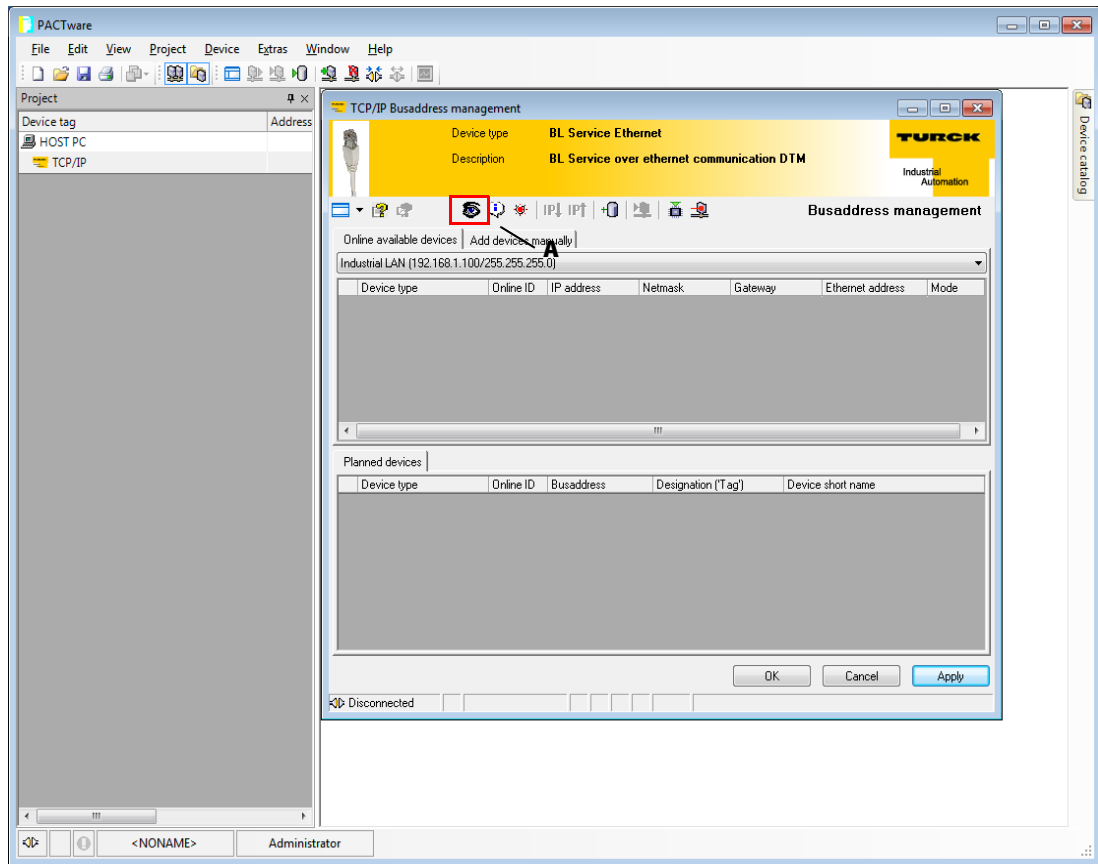 PACTware
File Edit View Project Device Extras Window Help
Project
Device tag Address
HOST PC
TCP/IP
TCP/IP Busaddress management
Device type BL Service Ethernet
Description BL Service over ethernet communication DTM
TURCK
Industrial
Automation
IP IP Busaddress management
A
Online available devices Add devices manually
Industrial LAN (192.168.1.100/255.255.255.0)
Device type Online ID IP address Netmask Gateway Ethernet address Mode
Planned devices
Device type Online ID Busaddress Designation ('Tag') Device short name
OK Cancel Apply
Disconnected
Device catalog
<NONAME> Administrator